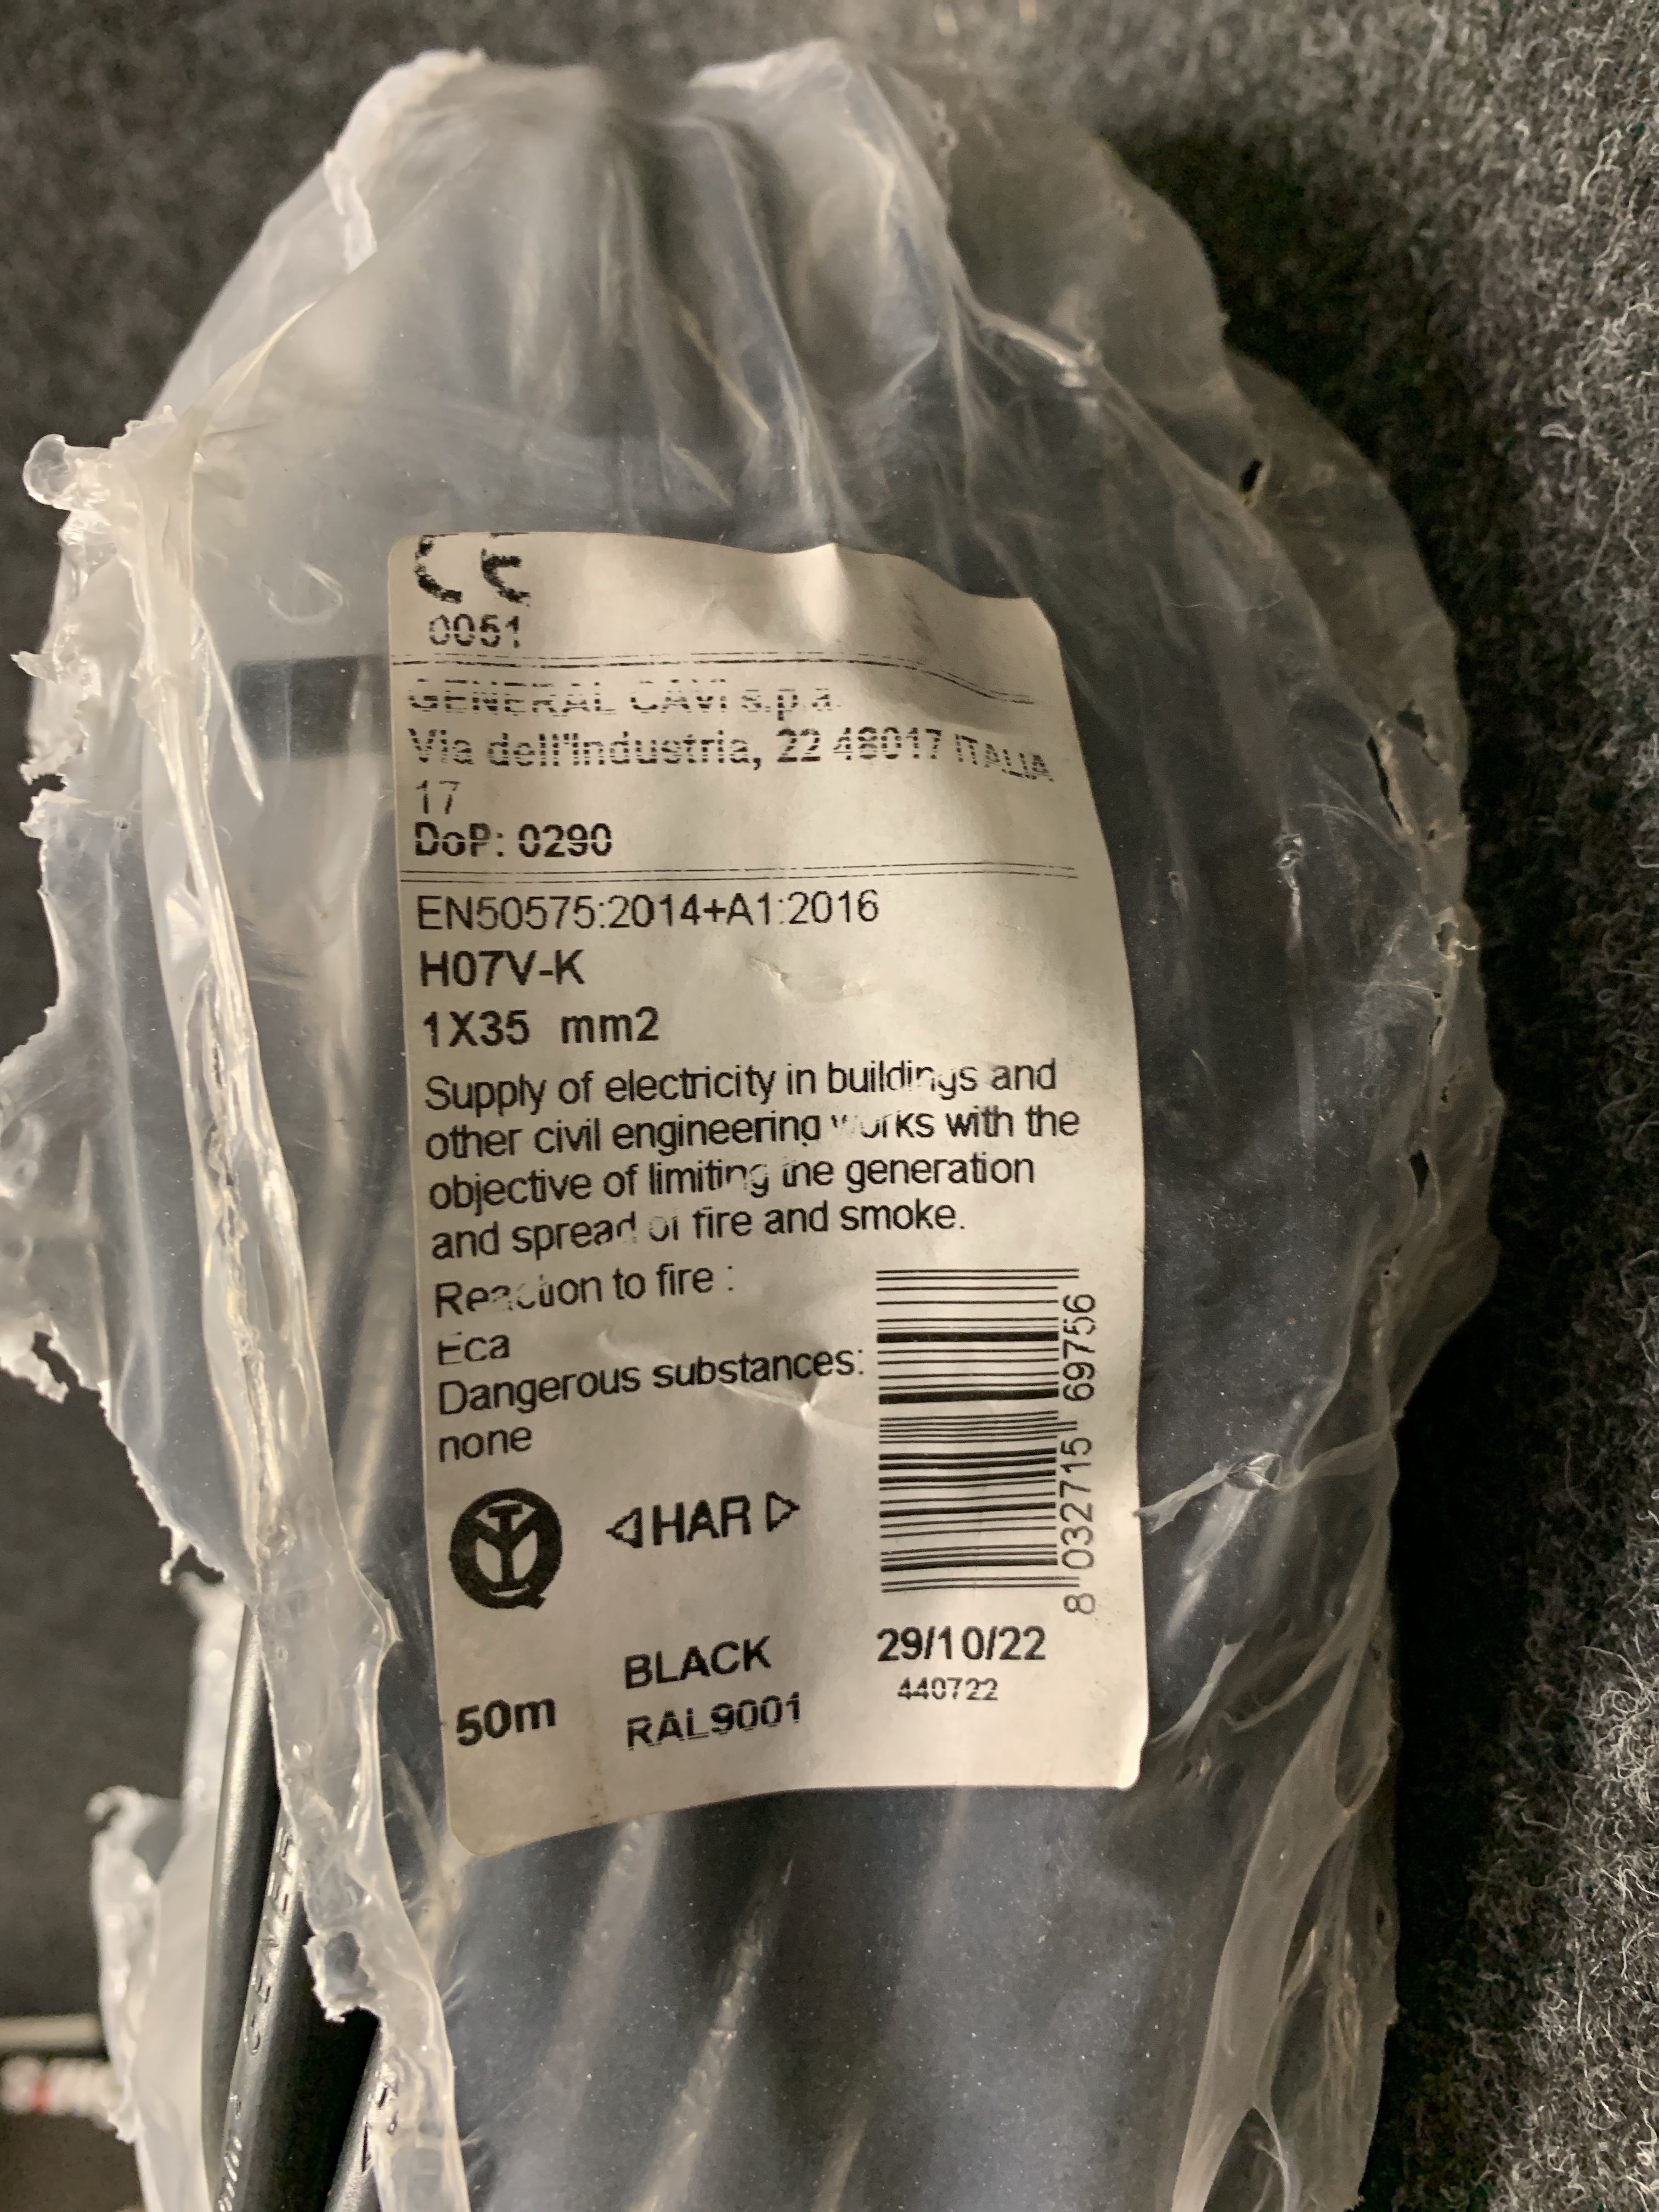 CE
0051
GENERAL CAVI s.p.a.
Via dell'Industria, 22 48017 ITALIA
17
DoP: 0290
EN50575:2014+A1:2016
H07V-K
1X35 mm2
Supply of electricity in buildings and
other civil engineering works with the
objective of limiting the generation
and spread of fire and smoke.
Reaction to fire :
Eca
Dangerous substances:
none
8 032715 69756
IMQ
◁HAR▷
BLACK
29/10/22
440722
50m
RAL9001